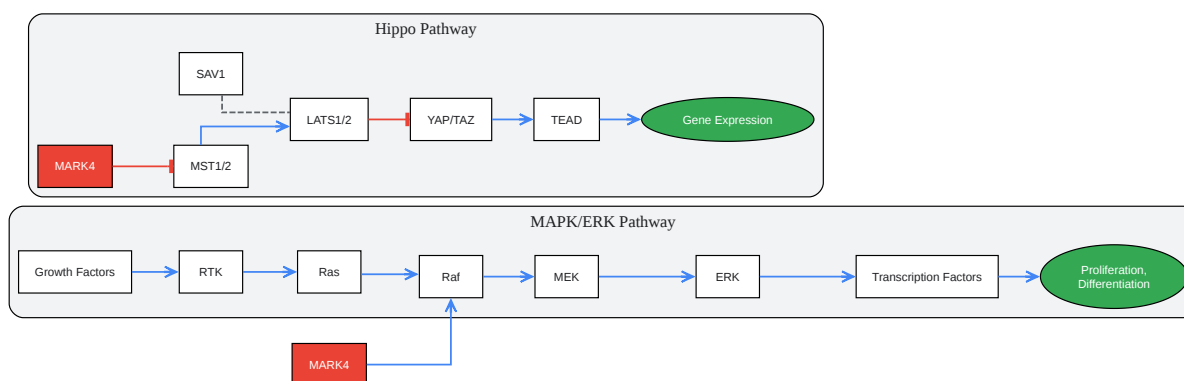 Hippo Pathway
SAV1
LATS1/2
YAP/TAZ
TEAD
Gene Expression
MARK4
MST1/2
MAPK/ERK Pathway
Growth Factors
RTK
Ras
Raf
MEK
ERK
Transcription Factors
Proliferation,
Differentiation
MARK4